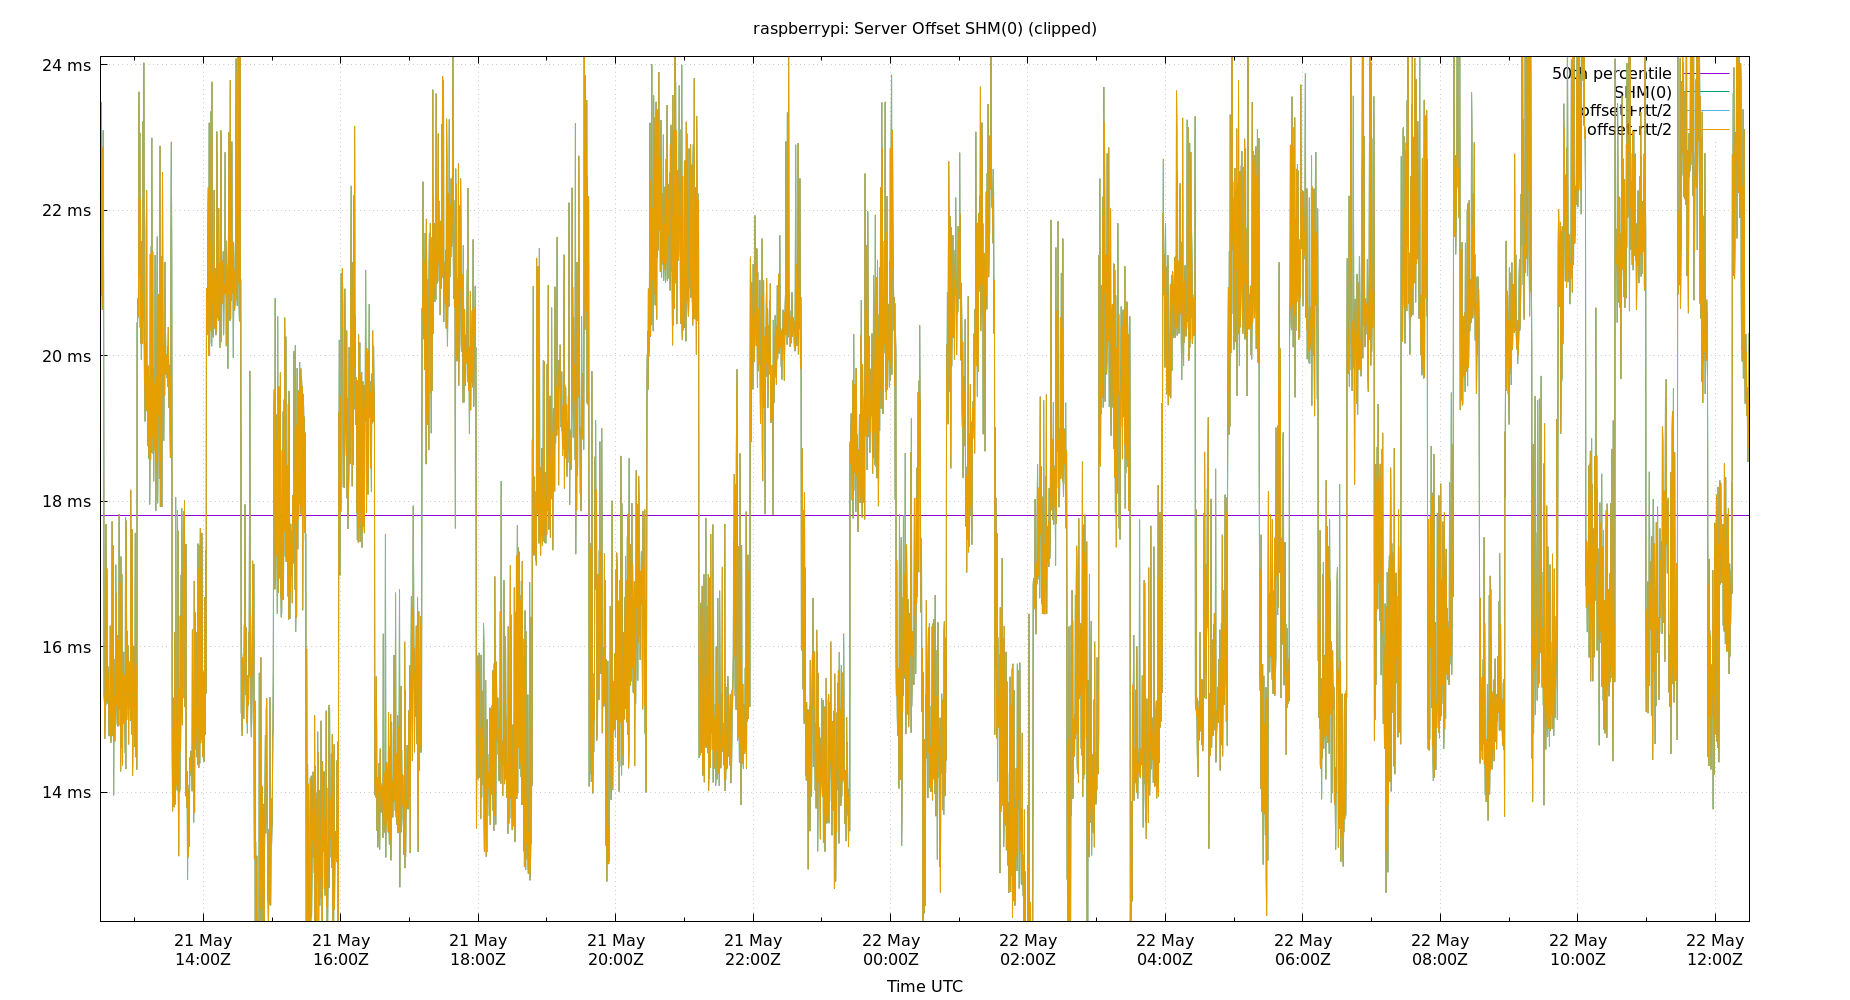 raspberrypi: Server Offset SHM(0) (clipped)
24 ms
22 ms
20 ms
18 ms
16 ms
14 ms
50th percentile
SHM(0)
offset+rtt/2
offset-rtt/2
21 May 21 May 21 May 21 May 21 May 22 May 22 May 22 May 22 May 22 May 22 May 22 May
14:00Z 16:00Z 18:00Z 20:00Z 22:00Z 00:00Z 02:00Z 04:00Z 06:00Z 08:00Z 10:00Z 12:00Z
Time UTC